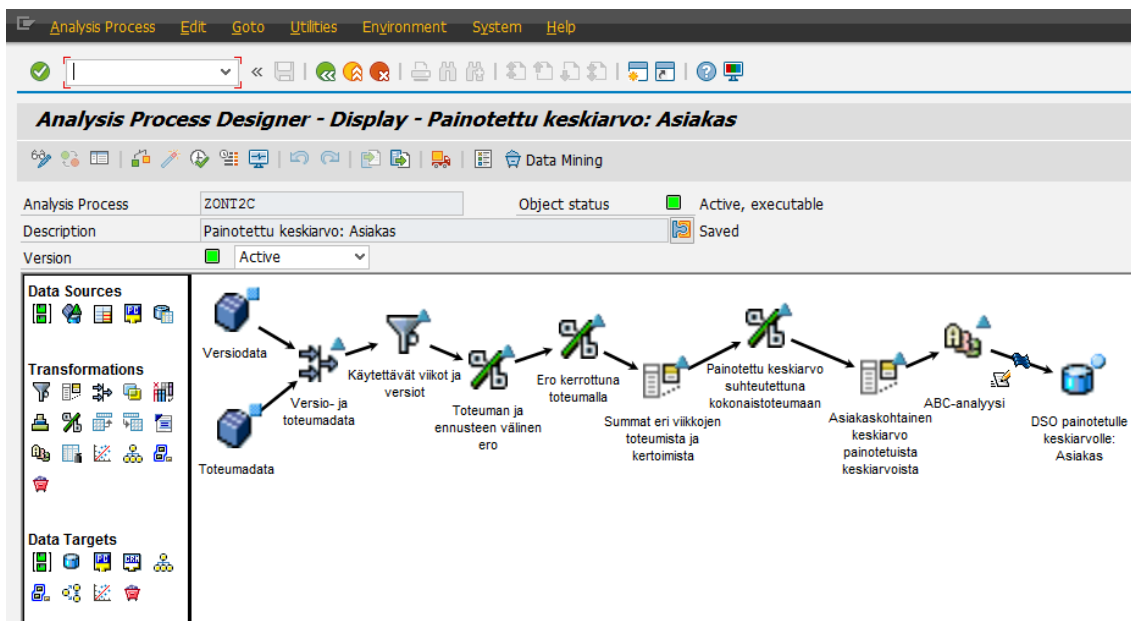 Analysis Process Edit Goto Utilities Environment System Help
Analysis Process Designer - Display - Painotettu keskiarvo: Asiakas
Data Mining
Analysis Process ZONT2C Object status Active, executable
Description Painotettu keskiarvo: Asiakas Saved
Version Active
Data Sources
Transformations
Data Targets
Versiodata
Toteumadata
Versio- ja
toteumadata
Käytettävät viikot ja
versiot
Toteuman ja
ennusteen välinen
ero
Ero kerrottuna
toteumalla
Summat eri viikkojen
toteumista ja
kertoimista
Painotettu keskiarvo
suhteutettuna
kokonaistoteumaan
Asiakaskohtainen
keskiarvo
painotetuista
keskiarvoista
ABC-analyysi
DSO painotetulle
keskiarvolle:
Asiakas